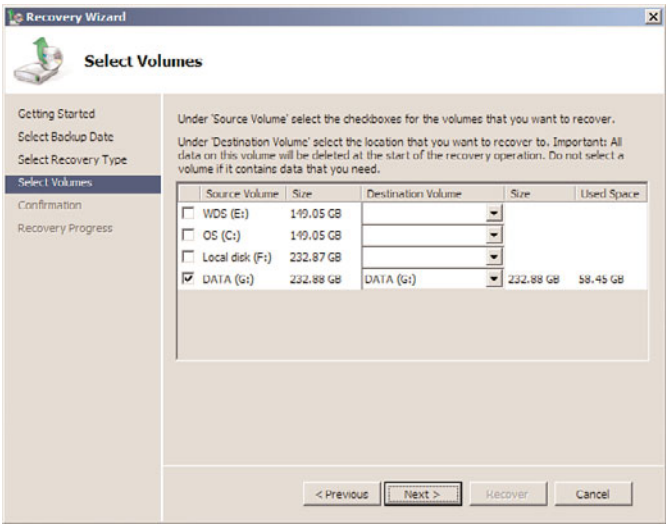 Recovery Wizard
Select Volumes
Getting Started
Select Backup Date
Select Recovery Type
Select Volumes
Confirmation
Recovery Progress
Under 'Source Volume' select the checkboxes for the volumes that you want to recover.
Under 'Destination Volume' select the location that you want to recover to. Important: All
data on this volume will be deleted at the start of the recovery operation. Do not select a
volume if it contains data that you need.
Source Volume Size Destination Volume Size Used Space
WDS (E:) 149.05 GB
OS (C:) 149.05 GB
Local disk (F:) 232.87 GB
DATA (G:) 232.88 GB DATA (G:) 232.88 GB 58.45 GB
< Previous Next > Recover Cancel